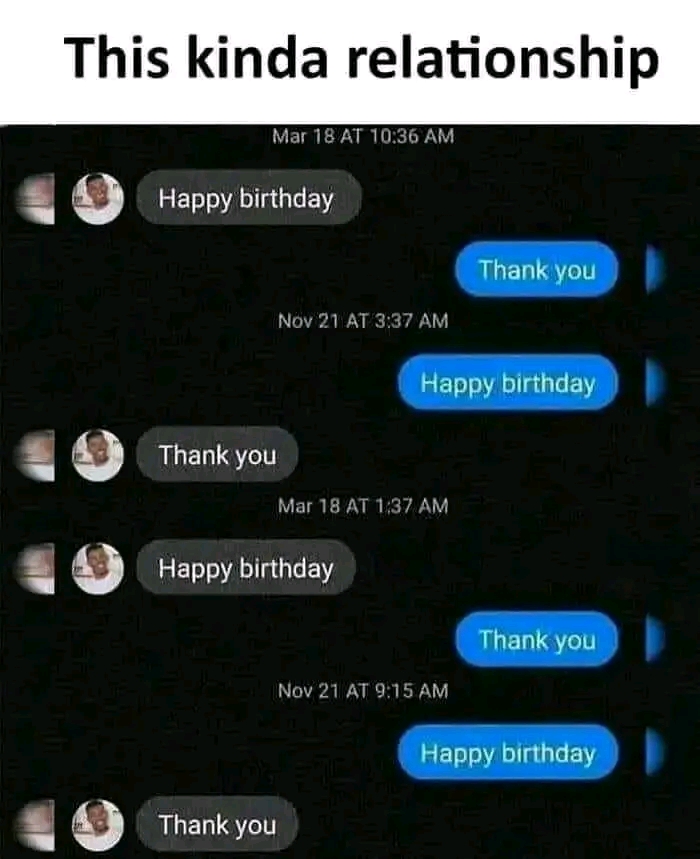 This kinda relationship
Mar 18 AT 10:36 AM
Happy birthday
Thank you
Nov 21 AT 3:37 AM
Happy birthday
Thank you
Mar 18 AT 1:37 AM
Happy birthday
Thank you
Nov 21 AT 9:15 AM
Happy birthday
Thank you